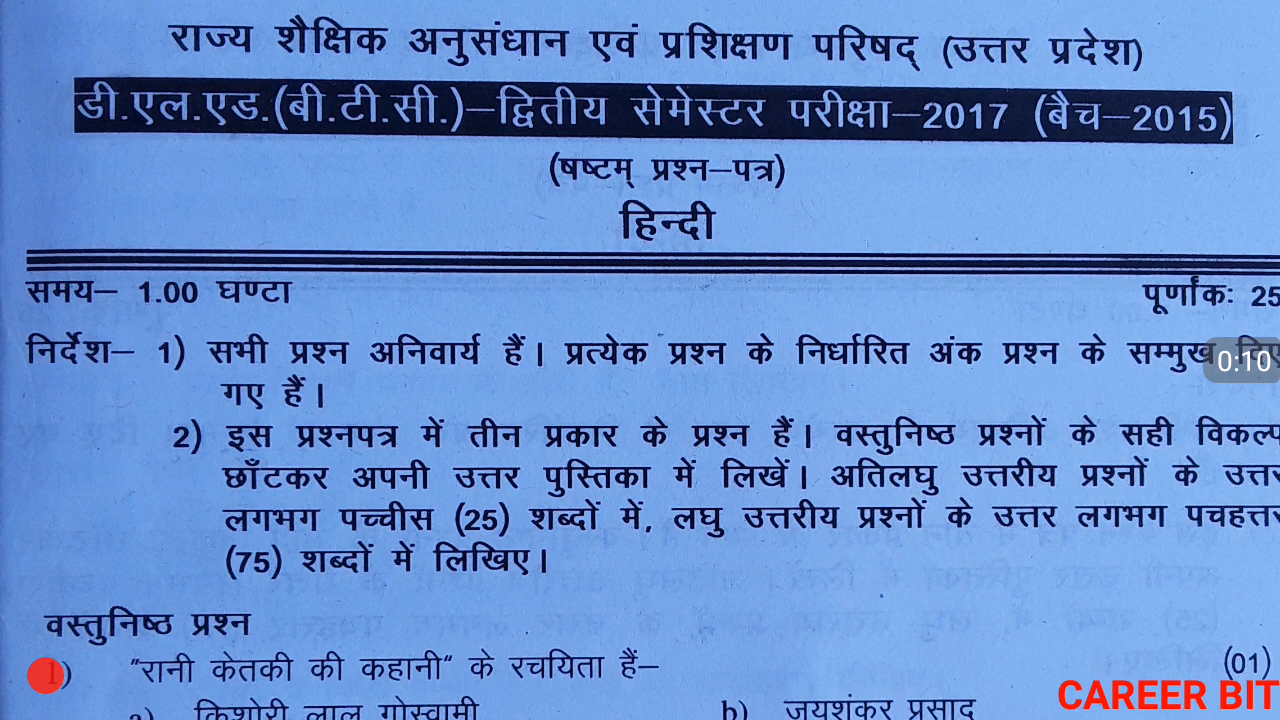 राज्य शैक्षिक अनुसंधान एवं प्रशिक्षण परिषद् (उत्तर प्रदेश)
डी.एल.एड.(बी.टी.सी.)–द्वितीय सेमेस्टर परीक्षा–2017 (बैच–2015)
(षष्टम् प्रश्न–पत्र)
हिन्दी
समय– 1.00 घण्टा पूर्णांकः 25
निर्देश– 1) सभी प्रश्न अनिवार्य हैं। प्रत्येक प्रश्न के निर्धारित अंक प्रश्न के सम्मुख दिए
0:10
गए हैं।
2) इस प्रश्नपत्र में तीन प्रकार के प्रश्न हैं। वस्तुनिष्ठ प्रश्नों के सही विकल्प
छाँटकर अपनी उत्तर पुस्तिका में लिखें। अतिलघु उत्तरीय प्रश्नों के उत्तर
लगभग पच्चीस (25) शब्दों में, लघु उत्तरीय प्रश्नों के उत्तर लगभग पचहत्तर
(75) शब्दों में लिखिए।
वस्तुनिष्ठ प्रश्न
1) "रानी केतकी की कहानी" के रचयिता हैं– (01)
a) किशोरी लाल गोस्वामी b) जयशंकर प्रसाद
CAREER BIT